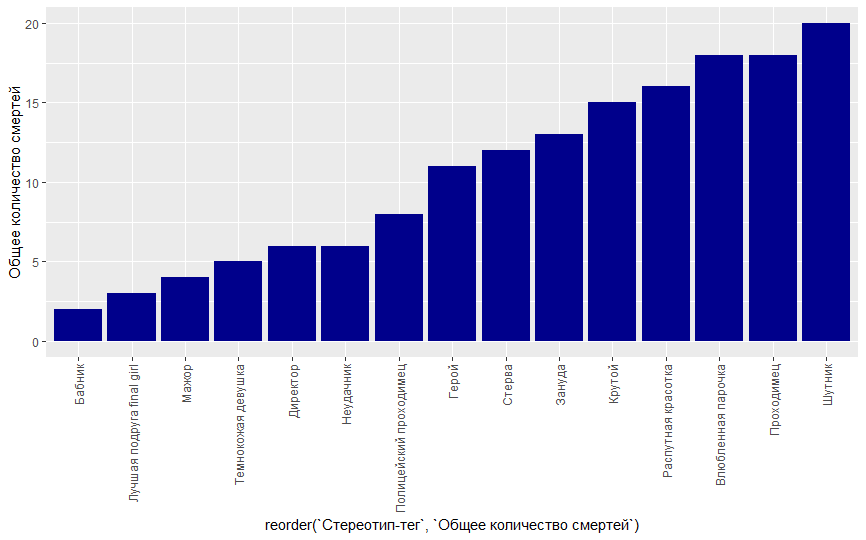 Общее количество смертей
20
15
10
5
0
Бабник
Лучшая подруга final girl
Мажор
Темнокожая девушка
Директор
Неудачник
Полицейский проходимец
Герой
Стерва
Зануда
Крутой
Распутная красотка
Влюбленная парочка
Проходимец
Шутник
reorder(`Стереотип-тег`, `Общее количество смертей`)